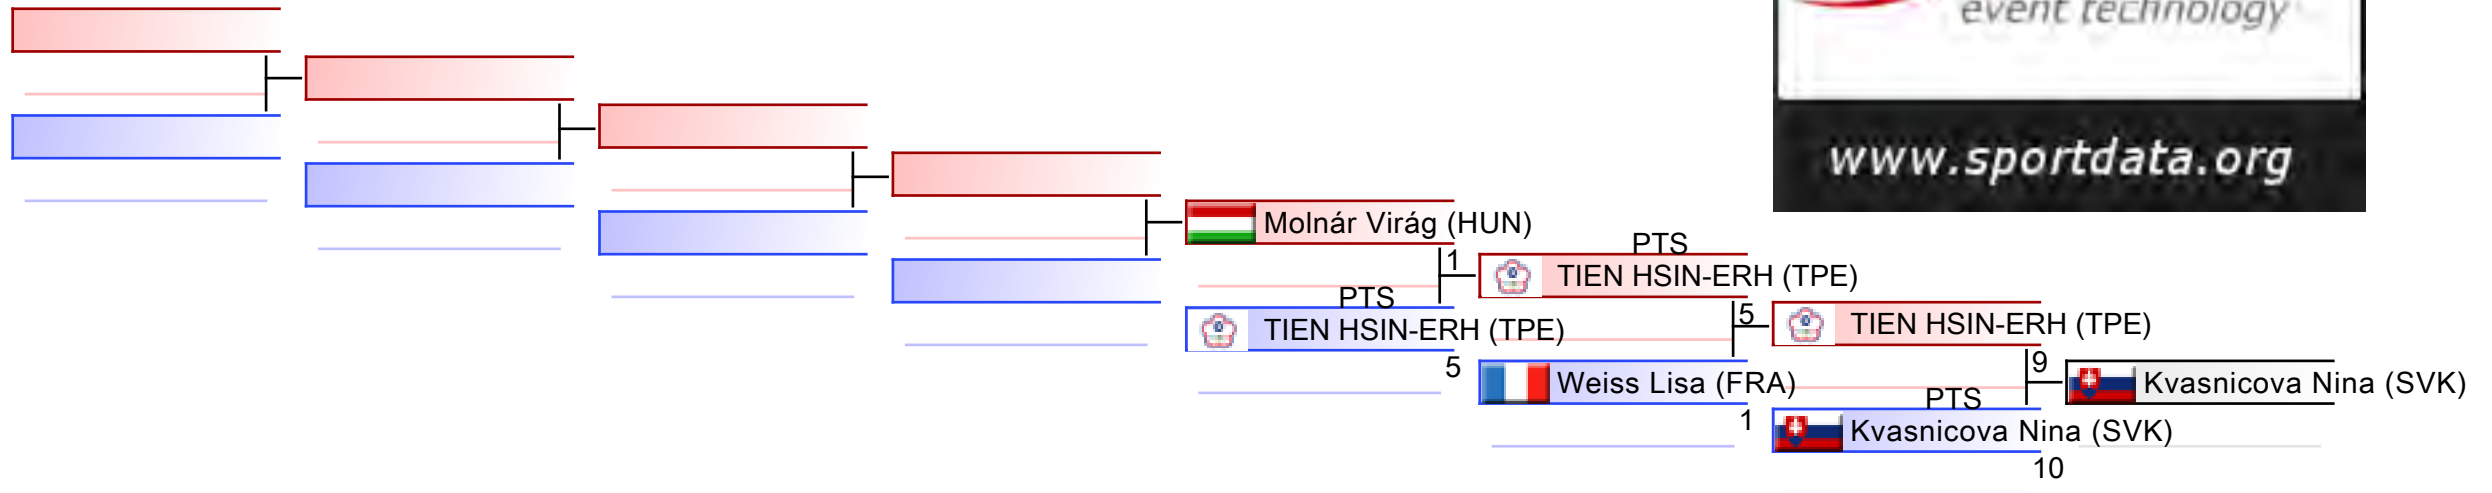 event technology
www.sportdata.org
Molnár Virág (HUN)
1
PTS
TIEN HSIN-ERH (TPE)
5
PTS
TIEN HSIN-ERH (TPE)
5
Weiss Lisa (FRA)
1
TIEN HSIN-ERH (TPE)
9
PTS
Kvasnicova Nina (SVK)
10
Kvasnicova Nina (SVK)